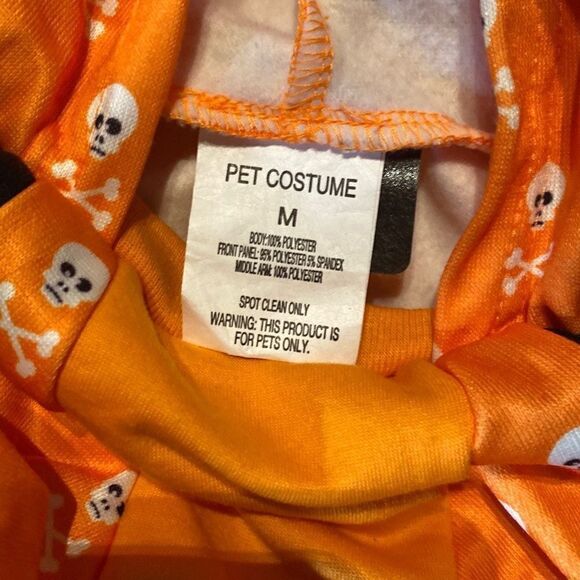 PET COSTUME
M
BODY:100% POLYESTER
FRONT PANEL: 95% POLYESTER 5% SPANDEX
MIDDLE ARM: 100% POLYESTER
SPOT CLEAN ONLY
WARNING: THIS PRODUCT IS
FOR PETS ONLY.